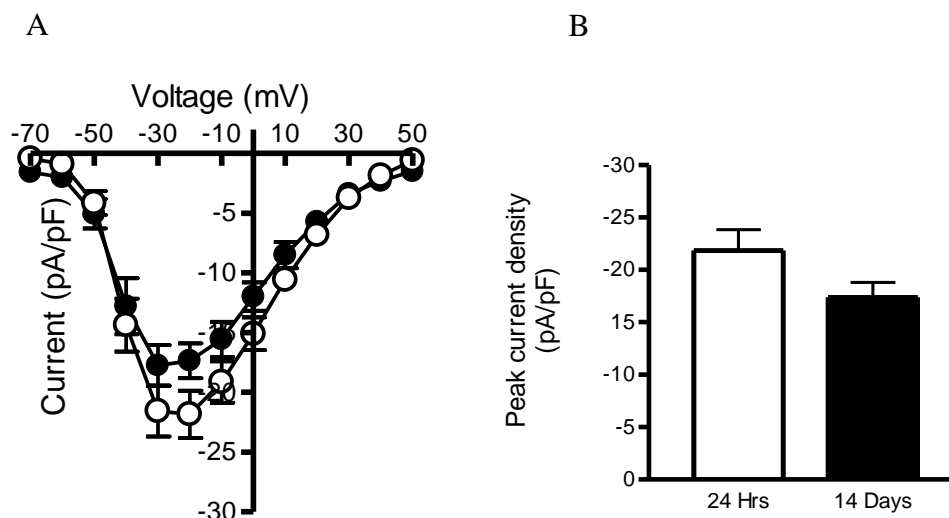 A
Voltage (mV)
-70 -50 -30 -10 10 30 50
Current (pA/pF)
-5
-10
-15
-20
-25
-30
B
Peak current density
(pA/pF)
-30
-25
-20
-15
-10
-5
0
24 Hrs 14 Days